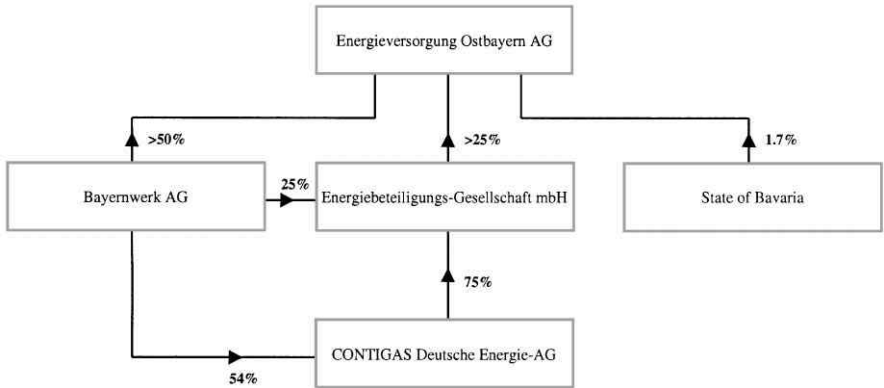 Energieversorgung Ostbayern AG
>50%
>25%
1.7%
Bayernwerk AG
25%
Energiebeteiligungs-Gesellschaft mbH
State of Bavaria
75%
CONTIGAS Deutsche Energie-AG
54%